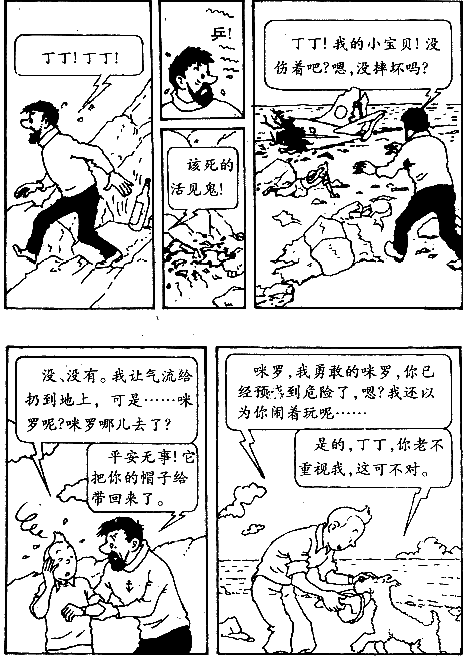 丁丁！丁丁！
乒！
该死的
活见鬼！
丁丁！我的小宝贝！没
伤着吧？嗯，没摔坏吗？
没、没有。我让气流给
扔到地上，可是……咪
罗呢？咪罗哪儿去了？
平安无事！它
把你的帽子给
带回来了。
咪罗，我勇敢的咪罗，你已
经预感到危险了，嗯？我还以
为你闹着玩呢……
是的，丁丁，你老不
重视我，这可不对。